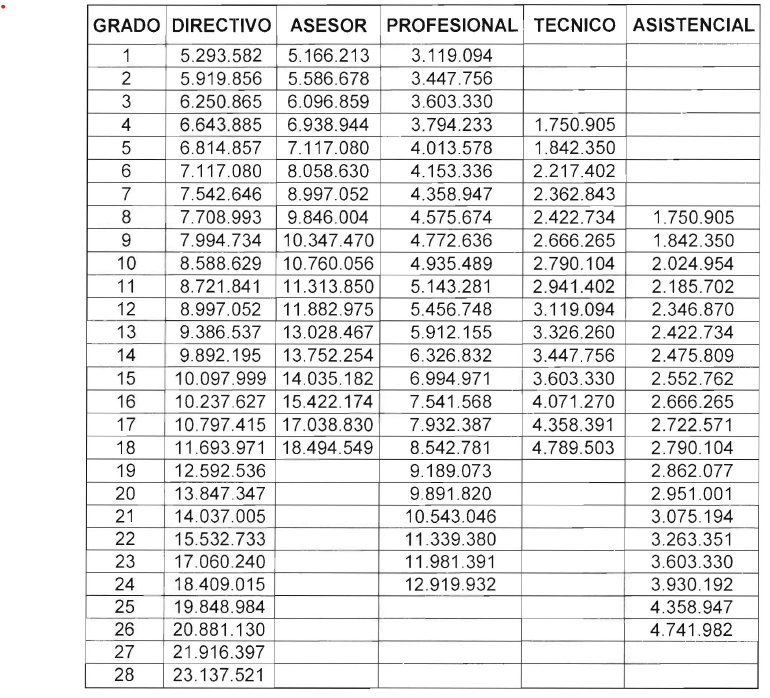 GRADO DIRECTIVO ASESOR PROFESIONAL TECNICO ASISTENCIAL
1 5.293.582 5.166.213 3.119.094
2 5.919.856 5.586.678 3.447.756
3 6.250.865 6.096.859 3.603.330
4 6.643.885 6.938.944 3.794.233 1.750.905
5 6.814.857 7.117.080 4.013.578 1.842.350
6 7.117.080 8.058.630 4.153.336 2.217.402
7 7.542.646 8.997.052 4.358.947 2.362.843
8 7.708.993 9.846.004 4.575.674 2.422.734 1.750.905
9 7.994.734 10.347.470 4.772.636 2.666.265 1.842.350
10 8.588.629 10.760.056 4.935.489 2.790.104 2.024.954
11 8.721.841 11.313.850 5.143.281 2.941.402 2.185.702
12 8.997.052 11.882.975 5.456.748 3.119.094 2.346.870
13 9.386.537 13.028.467 5.912.155 3.326.260 2.422.734
14 9.892.195 13.752.254 6.326.832 3.447.756 2.475.809
15 10.097.999 14.035.182 6.994.971 3.603.330 2.552.762
16 10.237.627 15.422.174 7.541.568 4.071.270 2.666.265
17 10.797.415 17.038.830 7.932.387 4.358.391 2.722.571
18 11.693.971 18.494.549 8.542.781 4.789.503 2.790.104
19 12.592.536 9.189.073 2.862.077
20 13.847.347 9.891.820 2.951.001
21 14.037.005 10.543.046 3.075.194
22 15.532.733 11.339.380 3.263.351
23 17.060.240 11.981.391 3.603.330
24 18.409.015 12.919.932 3.930.192
25 19.848.984 4.358.947
26 20.881.130 4.741.982
27 21.916.397
28 23.137.521